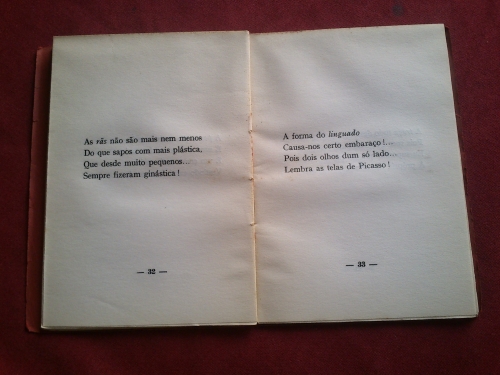 As rãs não são mais nem menos
Do que sapos com mais plástica,
Que desde muito pequenos...
Sempre fizeram ginástica!
— 32 —
A forma do linguado
Causa-nos certo embaraço!...
Pois dois olhos dum só lado...
Lembra as telas de Picasso!
— 33 —